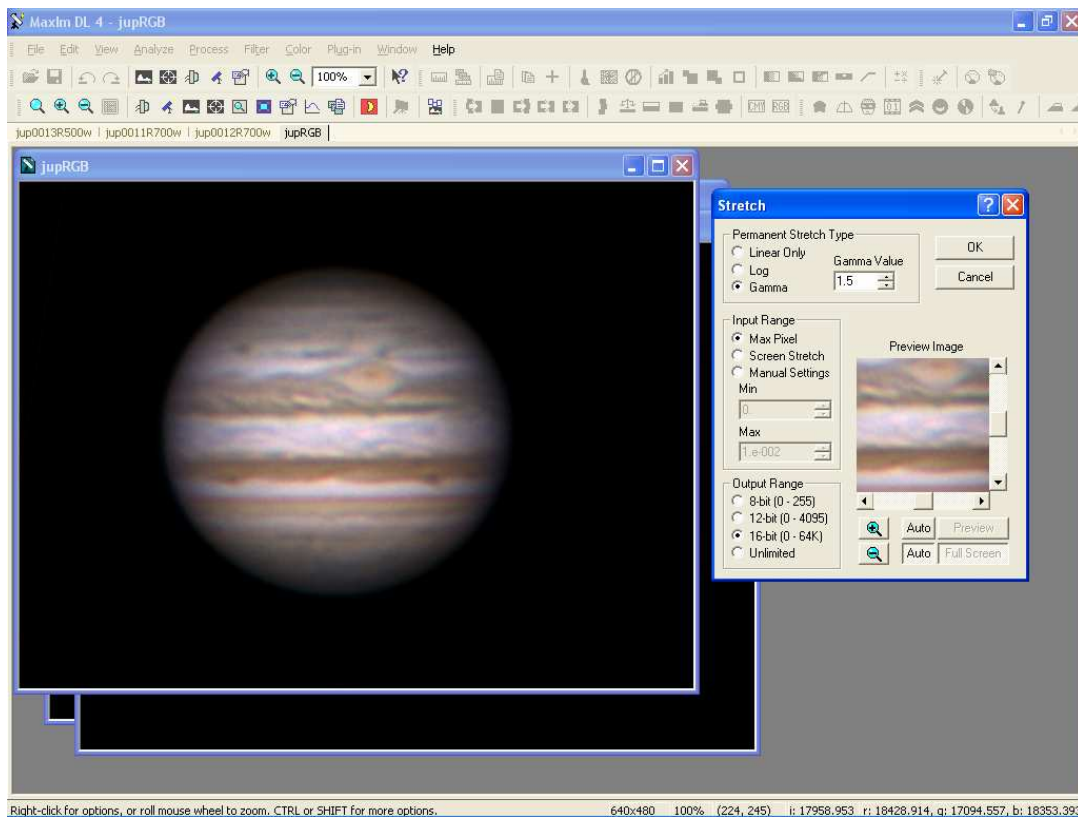 MaxIm DL 4 - jupRGB
File Edit View Analyze Process Filter Color Plug-in Window Help
100%
CMY RGB
jup0013R500w | jup0011R700w | jup0012R700w jupRGB |
jupRGB
Stretch
Permanent Stretch Type
Linear Only
Log
Gamma
Gamma Value
1.5
OK
Cancel
Input Range
Max Pixel
Screen Stretch
Manual Settings
Min
0
Max
1.e-002
Preview Image
Output Range
8-bit (0 - 255)
12-bit (0 - 4095)
16-bit (0 - 64K)
Unlimited
Auto Preview
Auto Full Screen
Right-click for options, or roll mouse wheel to zoom. CTRL or SHIFT for more options. 640x480 100% (224, 245) i: 17958.953 r: 18428.914, g: 17094.557, b: 18353.393